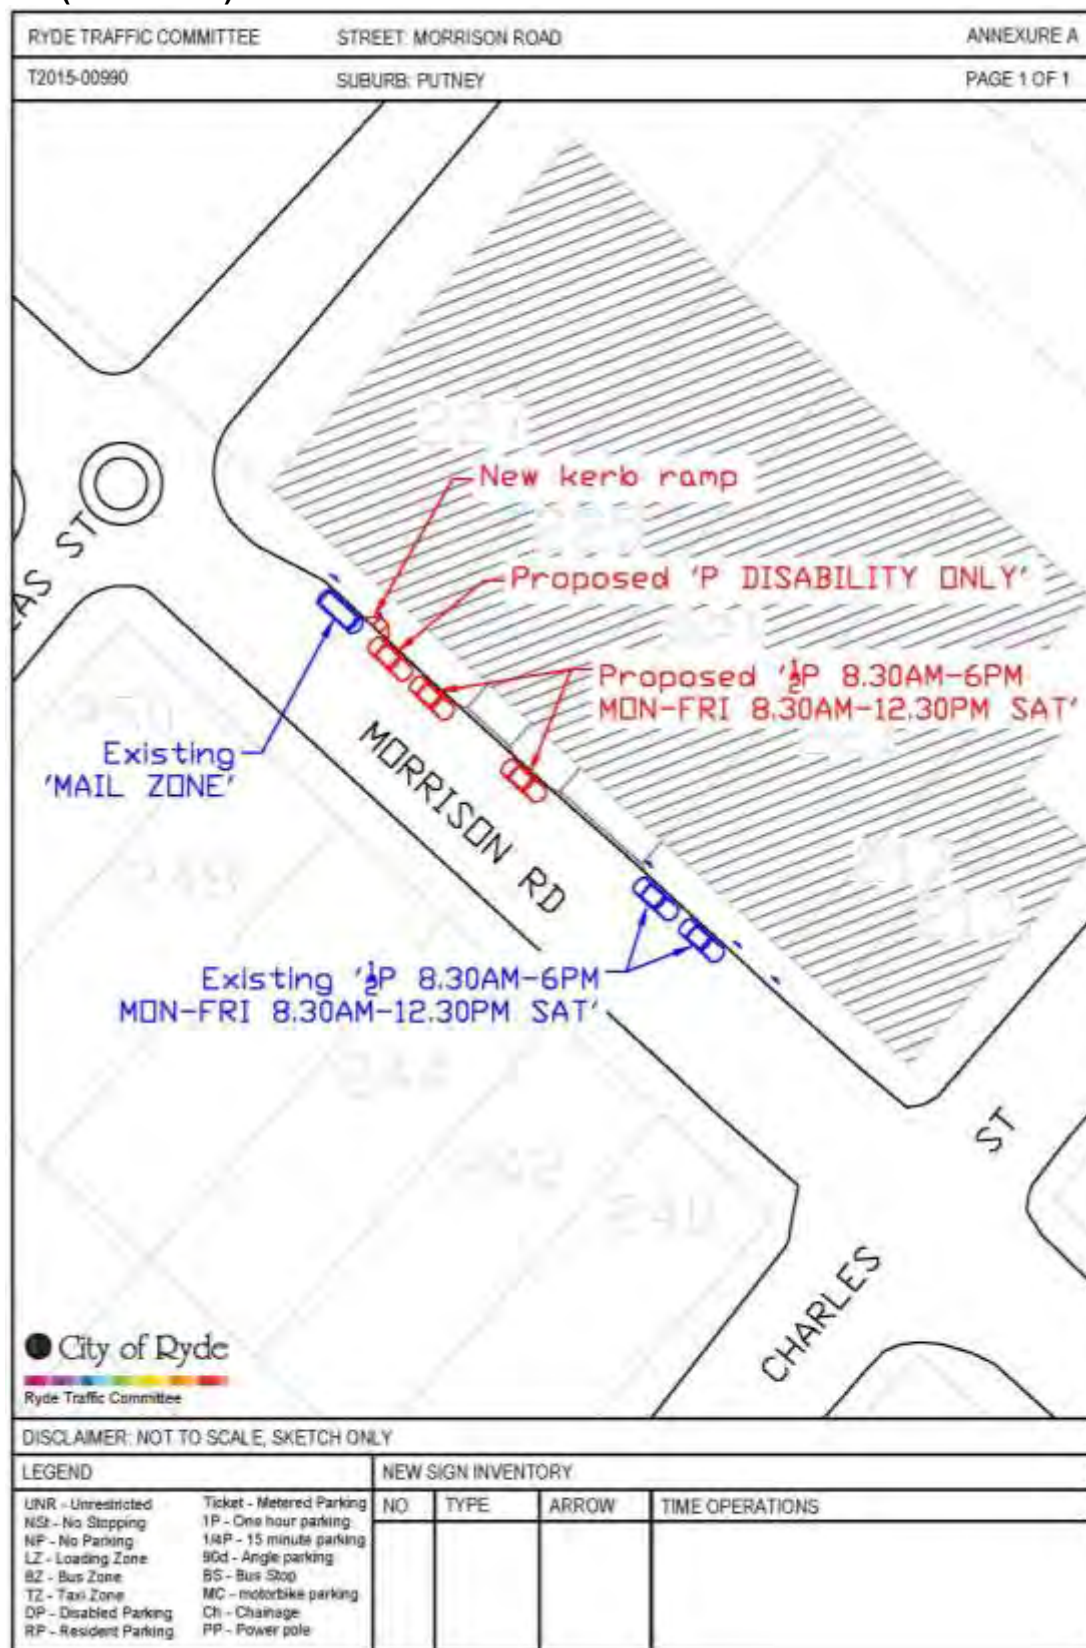 RYDE TRAFFIC COMMITTEE STREET: MORRISON ROAD ANNEXURE A
T2015-00990 SUBURB: PUTNEY PAGE 1 OF 1
New kerb ramp
Proposed 'P DISABILITY ONLY'
Proposed '½P 8.30AM-6PM
MON-FRI 8.30AM-12.30PM SAT'
Existing
'MAIL ZONE'
MORRISON RD
Existing '½P 8.30AM-6PM
MON-FRI 8.30AM-12.30PM SAT'
ST
CHARLES
ST
City of Ryde
Ryde Traffic Committee
DISCLAIMER: NOT TO SCALE, SKETCH ONLY
LEGEND
UNR - Unrestricted
NSt - No Stopping
NP - No Parking
LZ - Loading Zone
BZ - Bus Zone
TZ - Taxi Zone
DP - Disabled Parking
RP - Resident Parking
Ticket - Metered Parking
1P - One hour parking
1/4P - 15 minute parking
90d - Angle parking
BS - Bus Stop
MC - motorbike parking
Ch - Chainage
PP - Power pole
NEW SIGN INVENTORY
NO TYPE ARROW TIME OPERATIONS